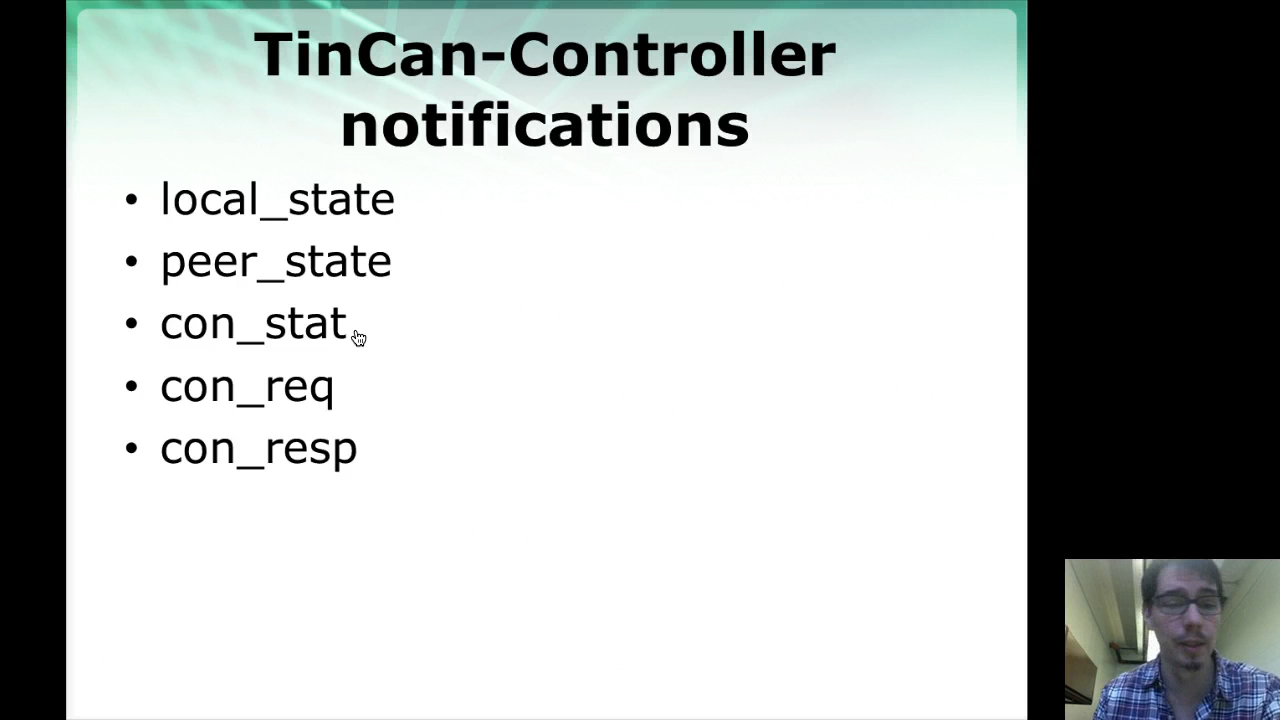 TinCan-Controller
notifications
• local_state
• peer_state
• con_stat
• con_req
• con_resp